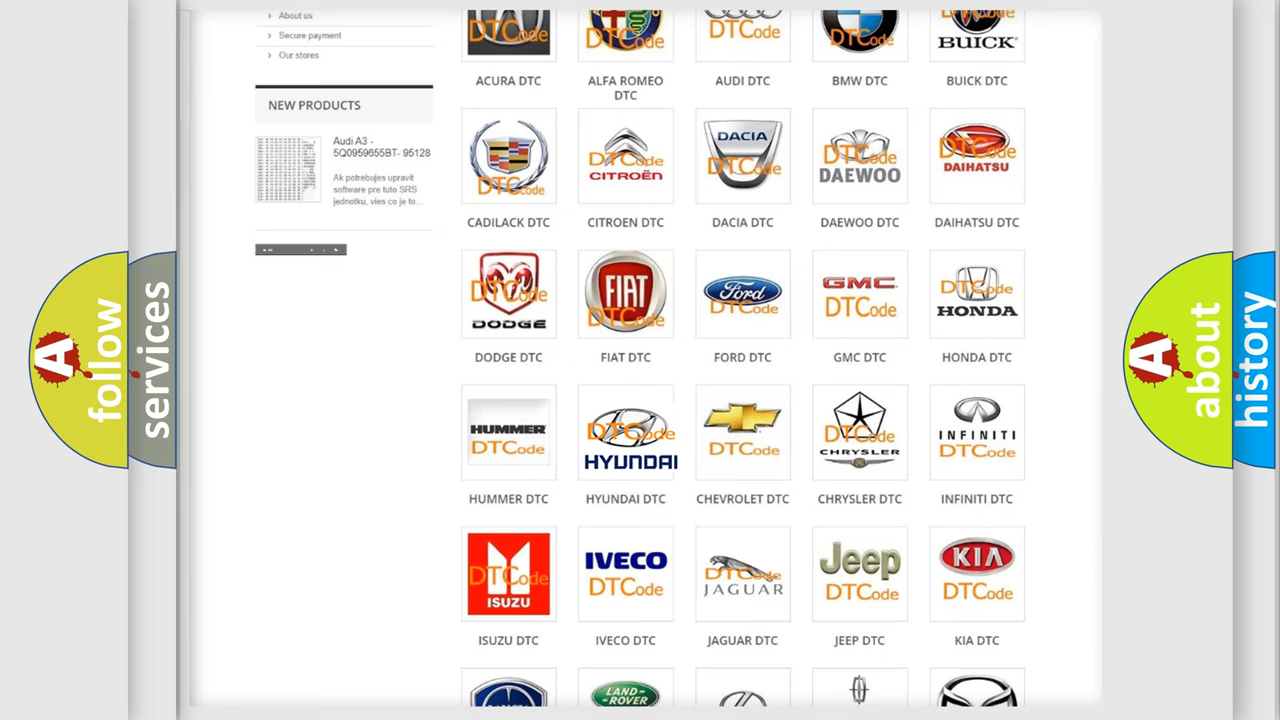 About us
Secure payment
Our stores
NEW PRODUCTS
Audi A3 -
5Q0959655BT- 95128
Ak potrebujes upravit
software pre tuto SRS
jednotku, vies co je to...
DTCode
DTCode
DTCode
DTCode
BUICK
ACURA DTC
ALFA ROMEO
DTC
AUDI DTC
BMW DTC
BUICK DTC
DTCode
DTCode
CITROËN
DACIA
DTCode
DTCode
DAEWOO
DTCode
DAIHATSU
CADILACK DTC
CITROEN DTC
DACIA DTC
DAEWOO DTC
DAIHATSU DTC
DTCode
DODGE
FIAT
DTCode
Ford
DTCode
GMC
DTCode
DTCode
HONDA
DODGE DTC
FIAT DTC
FORD DTC
GMC DTC
HONDA DTC
HUMMER
DTCode
DTCode
HYUNDAI
DTCode
DTCode
CHRYSLER
INFINITI
DTCode
HUMMER DTC
HYUNDAI DTC
CHEVROLET DTC
CHRYSLER DTC
INFINITI DTC
DTCode
ISUZU
IVECO
DTCode
DTCode
JAGUAR
Jeep
DTCode
KIA
DTCode
ISUZU DTC
IVECO DTC
JAGUAR DTC
JEEP DTC
KIA DTC
LAND-
ROVER
A
follow
services
A
about
history